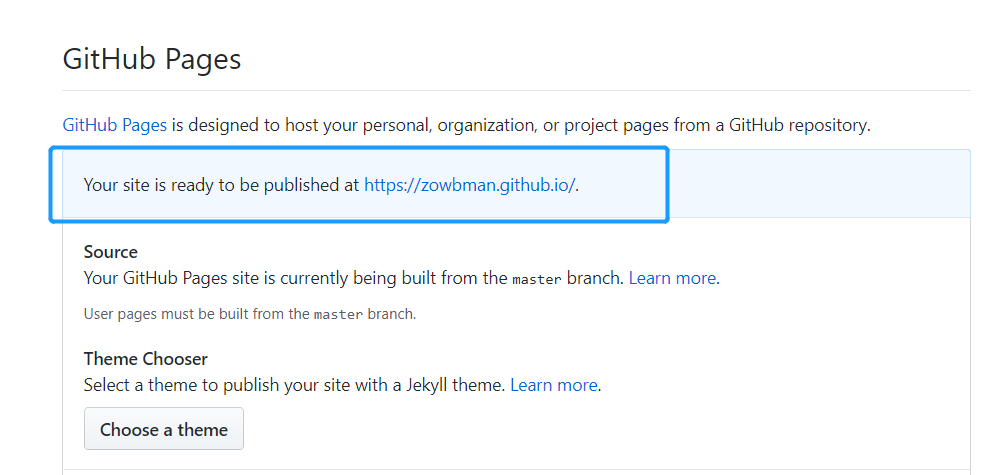 GitHub Pages
GitHub Pages is designed to host your personal, organization, or project pages from a GitHub repository.
Your site is ready to be published at https://zowbman.github.io/.
Source
Your GitHub Pages site is currently being built from the master branch. Learn more.
User pages must be built from the master branch.
Theme Chooser
Select a theme to publish your site with a Jekyll theme. Learn more.
Choose a theme